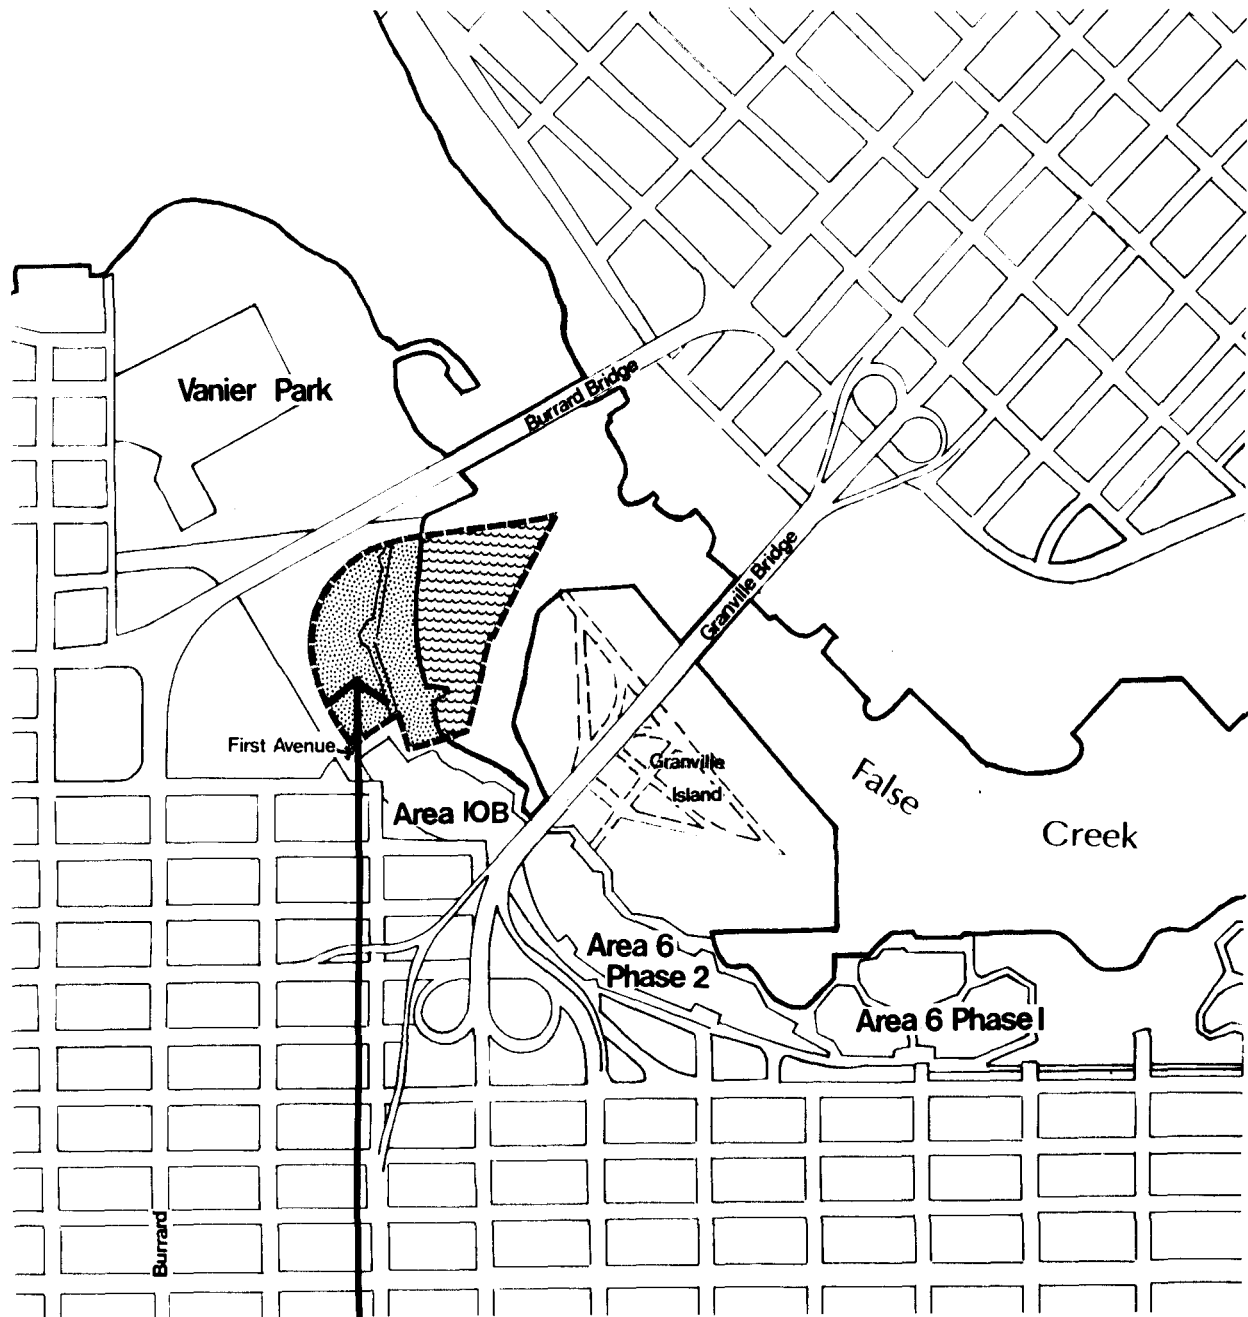 Vanier Park
Burrard Bridge
Granville Bridge
First Avenue
Granville
Island
False
Creek
Area 10B
Area 6
Phase 2
Area 6 Phase I
Burrard